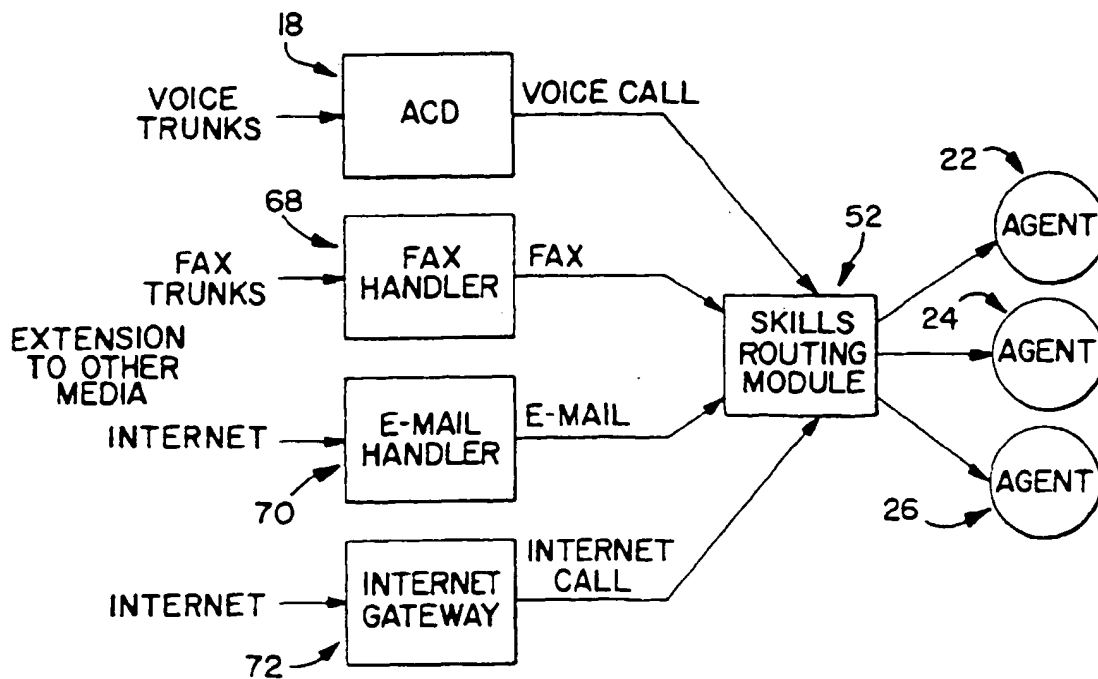 18
VOICE
TRUNKS
ACD
VOICE CALL
22
AGENT
68
FAX
TRUNKS
FAX
HANDLER
FAX
52
SKILLS
ROUTING
MODULE
24
AGENT
EXTENSION
TO OTHER
MEDIA
INTERNET
E-MAIL
HANDLER
E-MAIL
70
AGENT
26
INTERNET
INTERNET
GATEWAY
INTERNET
CALL
72